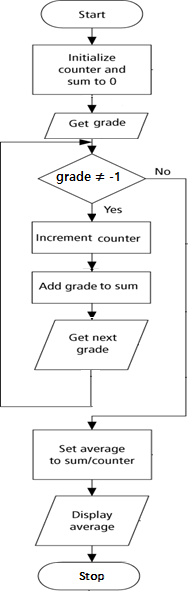 Start
Initialize
counter and
sum to 0
Get grade
grade ≠ -1
No
Yes
Increment counter
Add grade to sum
Get next
grade
Set average
to sum/counter
Display
average
Stop